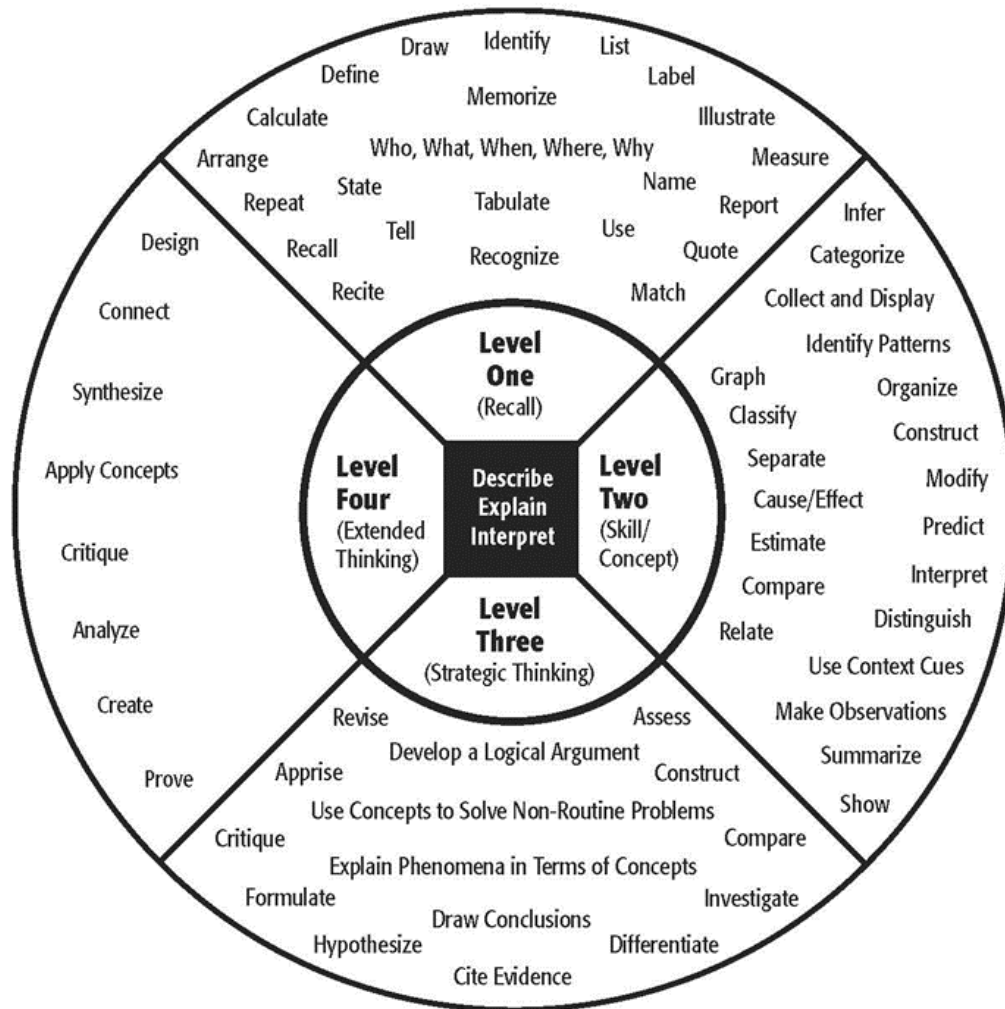 Draw
Identify
List
Define
Label
Calculate
Memorize
Illustrate
Arrange
Who, What, When, Where, Why
Measure
Repeat
State
Tabulate
Name
Report
Recall
Tell
Recognize
Use
Quote
Recite
Match
Level
One
(Recall)
Infer
Categorize
Collect and Display
Identify Patterns
Graph
Organize
Classify
Construct
Separate
Modify
Cause/Effect
Predict
Estimate
Interpret
Compare
Distinguish
Relate
Use Context Cues
Make Observations
Summarize
Show
Level
Two
(Skill/
Concept)
Describe
Explain
Interpret
Level
Three
(Strategic Thinking)
Revise
Assess
Develop a Logical Argument
Apprise
Construct
Use Concepts to Solve Non-Routine Problems
Critique
Compare
Explain Phenomena in Terms of Concepts
Formulate
Investigate
Draw Conclusions
Hypothesize
Differentiate
Cite Evidence
Level
Four
(Extended
Thinking)
Design
Connect
Synthesize
Apply Concepts
Critique
Analyze
Create
Prove